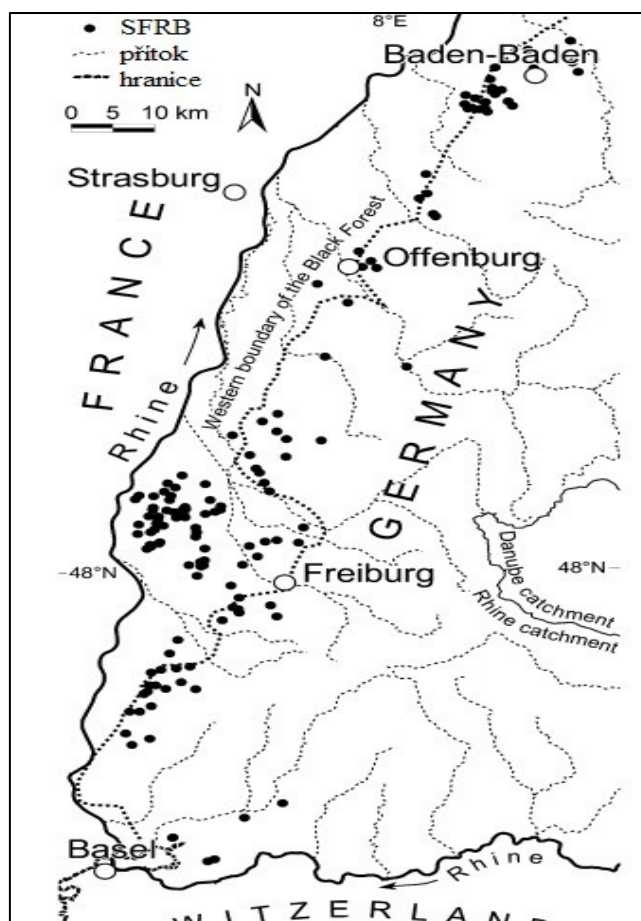 SFRB
přítok
hranice
0 5 10 km
N
8°E
Baden-Baden
Strasburg
FRANCE
Rhine
Western boundary of the Black Forest
Offenburg
GERMANY
Danube catchment
Rhine catchment
48°N
48°N
Freiburg
Basel
Rhine
WITZERLAND